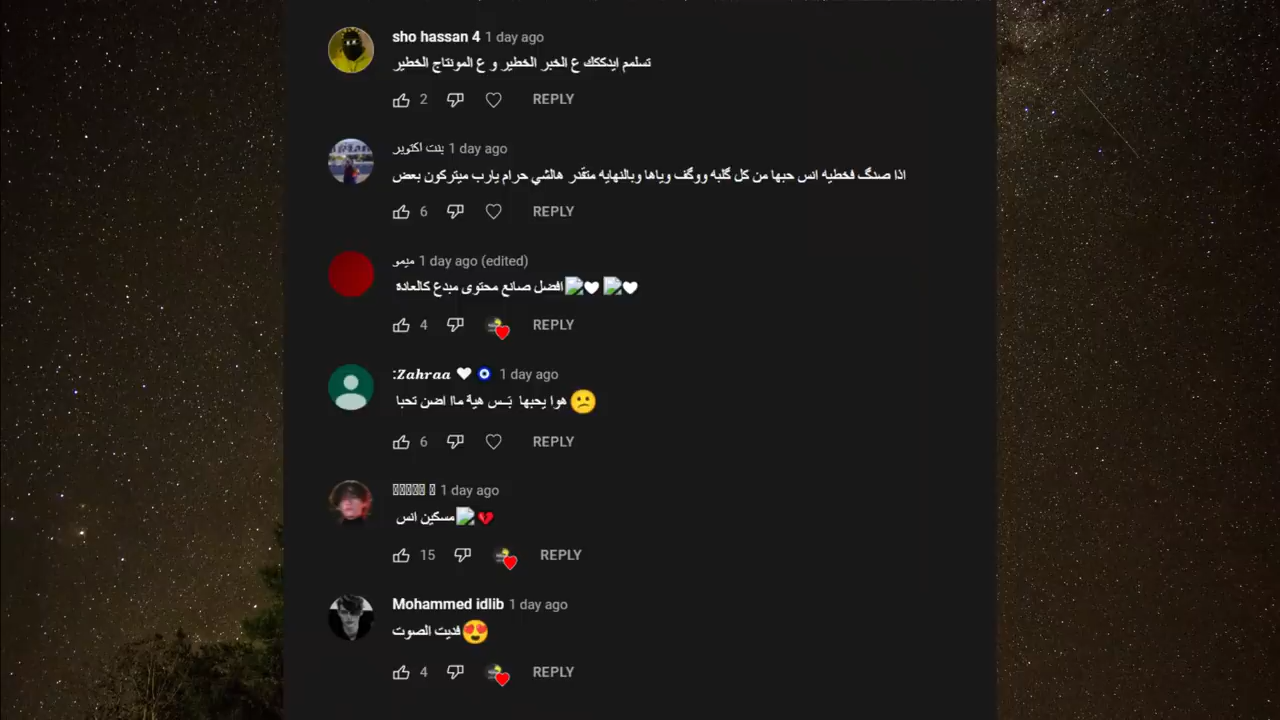 sho hassan 4 1 day ago
تسلمم ايدككك ع الخبر الخطير و ع المونتاج الخطير
2 REPLY
بنت اكتوبر 1 day ago
اذا صدگ فخطيه انس حبها من كل گلبه ووگف وياها وبالنهايه متقدر هالشي حرام يارب ميتركون بعض
6 REPLY
ميمو 1 day ago (edited)
افضل صانع محتوى مبدع كالعادة🤍🤍
4 REPLY
:Zahraa 🤍🧿 1 day ago
هوا يحبها بَـس هية ماا اضن تحبا😕
6 REPLY
1 day ago
مسكين انس💔
15 REPLY
Mohammed idlib 1 day ago
فديت الصوت😍
4 REPLY